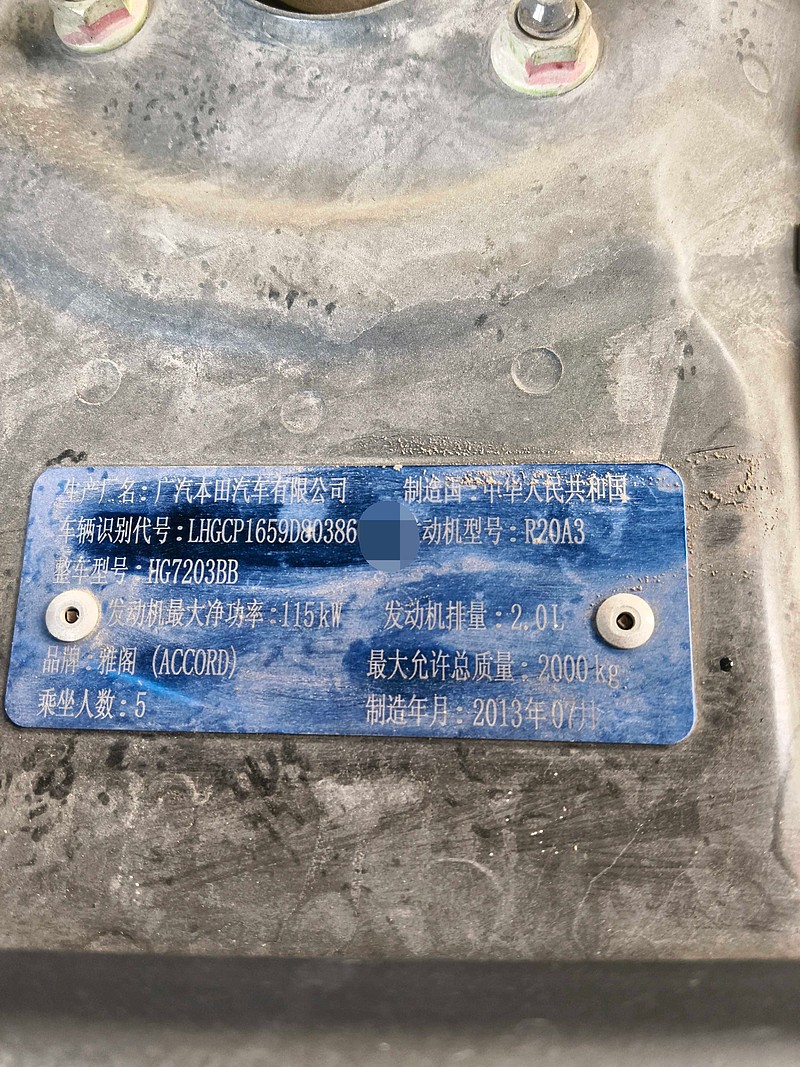 生产厂名：广汽本田汽车有限公司 制造国：中华人民共和国
车辆识别代号：LHGCP1659D80386 动机型号：R20A3
整车型号：HG7203BB
发动机最大净功率：115kW 发动机排量：2.0L
品牌：雅阁 (ACCORD) 最大允许总质量：2000kg
乘坐人数：5 制造年月：2013年07月